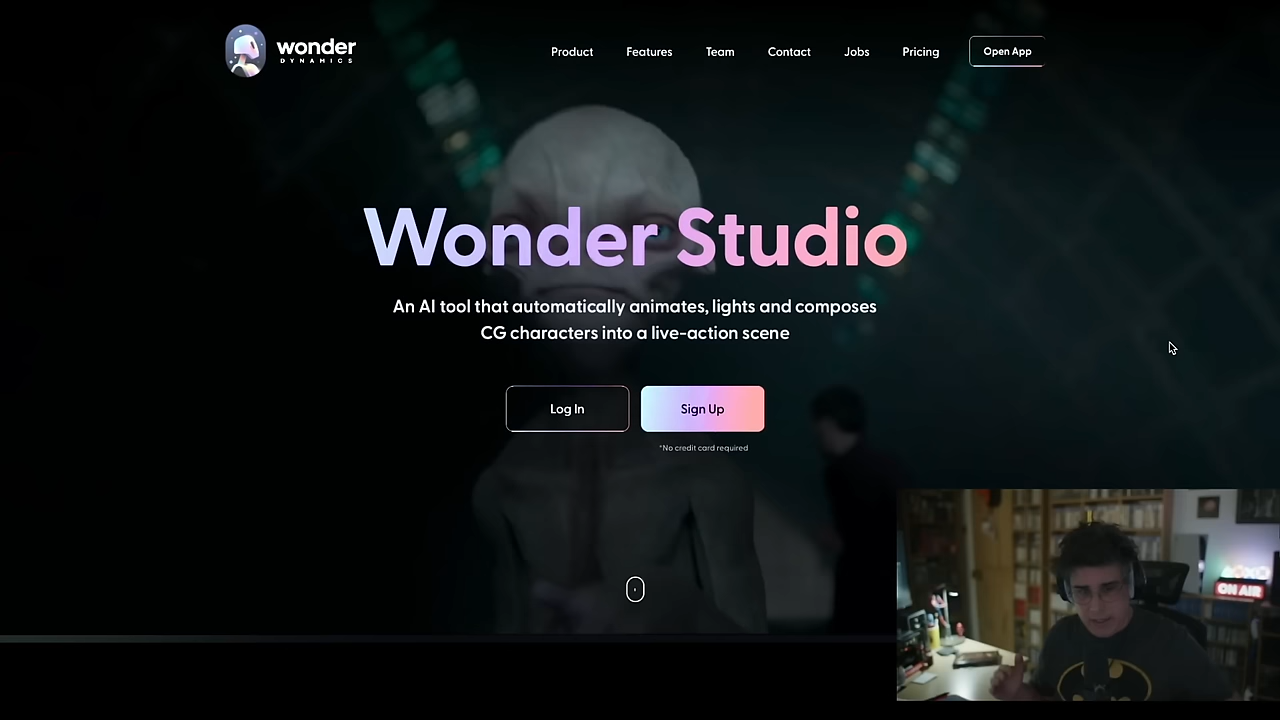 wonder
DYNAMICS
Product
Features
Team
Contact
Jobs
Pricing
Open App
Wonder Studio
An AI tool that automatically animates, lights and composes
CG characters into a live-action scene
Log In
Sign Up
*No credit card required
ON AIR